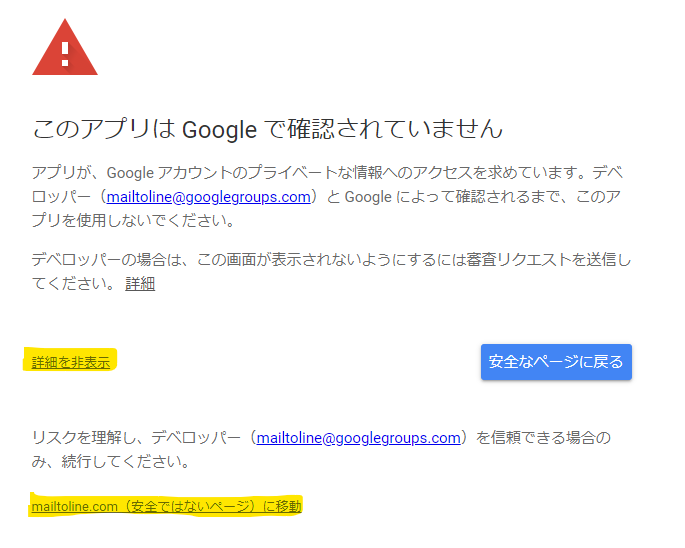 このアプリは Google で確認されていません
アプリが、Google アカウントのプライベートな情報へのアクセスを求めています。デベ
ロッパー（mailtoline@googlegroups.com）と Google によって確認されるまで、このア
プリを使用しないでください。
デベロッパーの場合は、この画面が表示されないようにするには審査リクエストを送信し
てください。 詳細
詳細を非表示
安全なページに戻る
リスクを理解し、デベロッパー（mailtoline@googlegroups.com）を信頼できる場合の
み、続行してください。
mailtoline.com（安全ではないページ）に移動